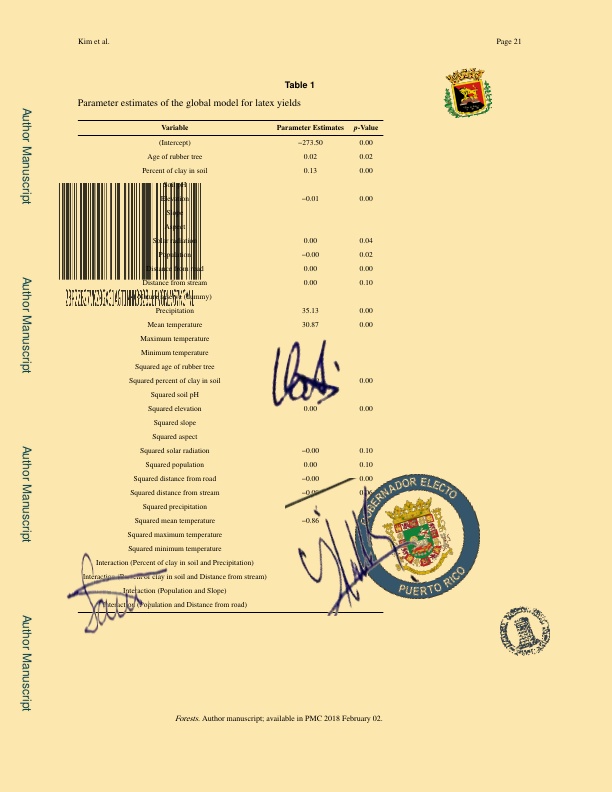 Kim et al. Page 21
Table 1
Parameter estimates of the global model for latex yields
Variable Parameter Estimates p-Value
(Intercept) −273.50 0.00
Age of rubber tree 0.02 0.02
Percent of clay in soil 0.13 0.00
Soil pH
Elevation −0.01 0.00
Slope
Aspect
Solar radiation 0.00 0.04
Population −0.00 0.02
Distance from road 0.00 0.00
Distance from stream 0.00 0.10
(Dummy)
Precipitation 35.13 0.00
Mean temperature 30.87 0.00
Maximum temperature
Minimum temperature
Squared age of rubber tree
Squared percent of clay in soil 0.00
Squared soil pH
Squared elevation 0.00 0.00
Squared slope
Squared aspect
Squared solar radiation −0.00 0.10
Squared population 0.00 0.10
Squared distance from road −0.00 0.00
Squared distance from stream
Squared precipitation
Squared mean temperature −0.86
Squared maximum temperature
Squared minimum temperature
Interaction (Percent of clay in soil and Precipitation)
Interaction (Percent of clay in soil and Distance from stream)
Interaction (Population and Slope)
Interaction (Population and Distance from road)
GOBERNADOR ELECTO
PUERTO RICO
Forests. Author manuscript; available in PMC 2018 February 02.
Author Manuscript
Author Manuscript
Author Manuscript
Author Manuscript